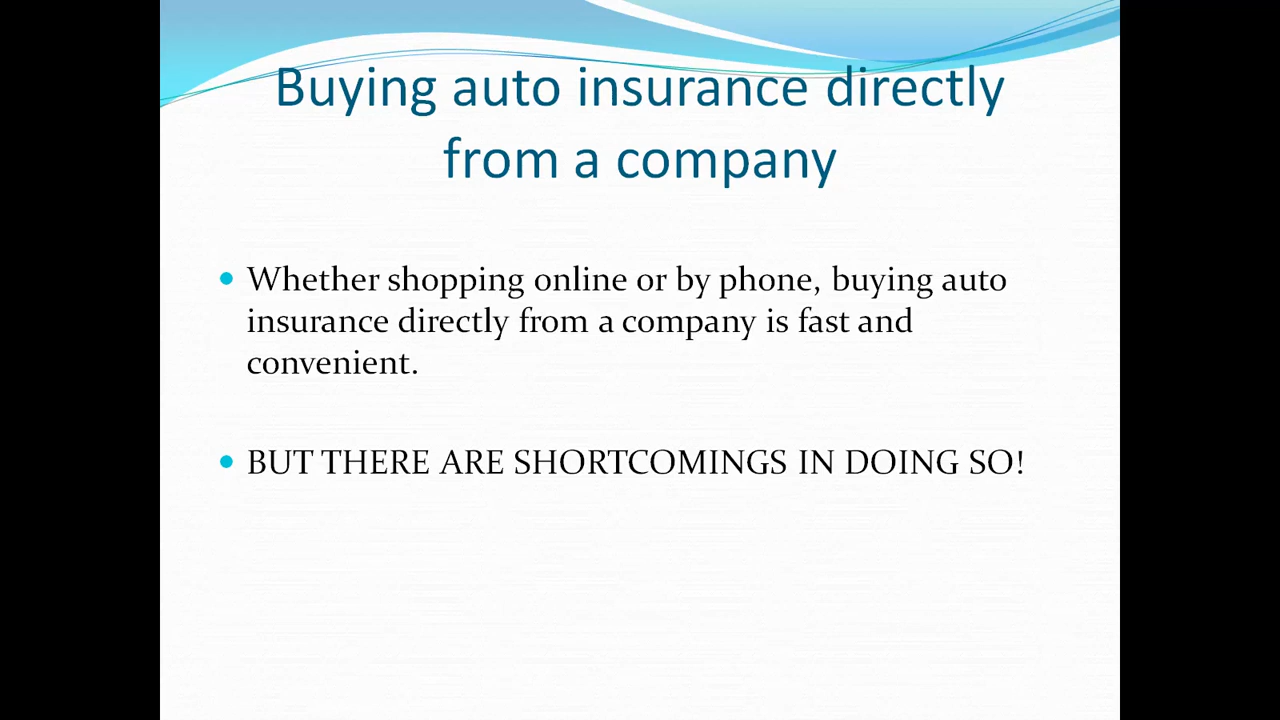 Buying auto insurance directly
from a company
Whether shopping online or by phone, buying auto
insurance directly from a company is fast and
convenient.
BUT THERE ARE SHORTCOMINGS IN DOING SO!